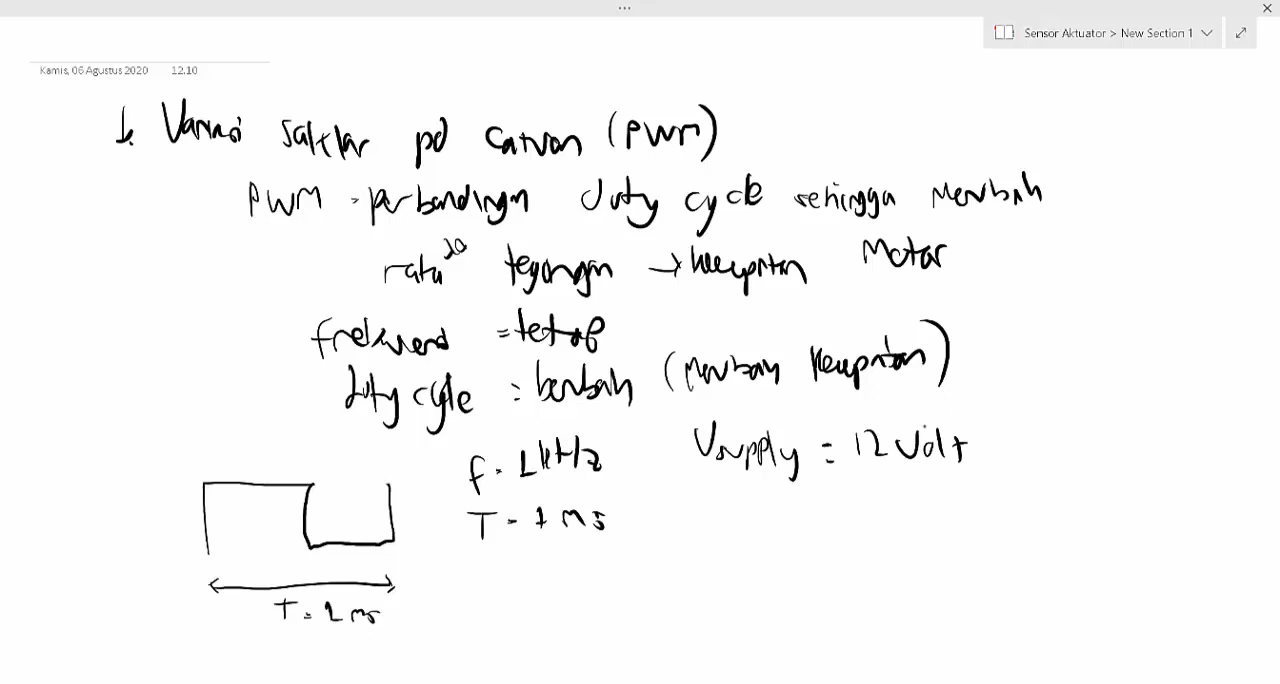 Sensor Aktuator > New Section 1
Kamis, 06 Agustus 2020 12.10
1. Variasi saklar pd catuan (PWM)
PWM = perbandingan duty cycle sehingga merubah
rata2 tegangan → kecepatan Motor
frekuensi = tetap
duty cycle = berubah (merubah kecepatan)
f = 1 kHz Vsupply = 12 Volt
T = 1 ms
T = 1 ms